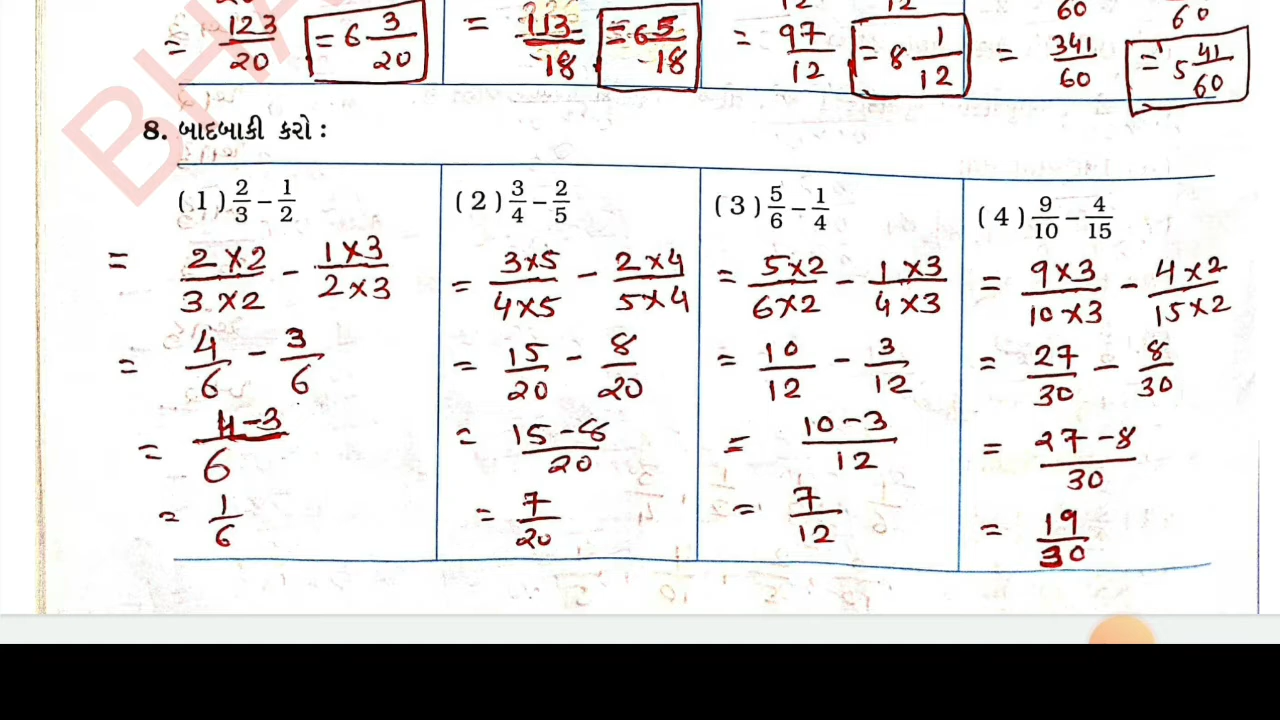 = 123/20 = 6 3/20
= 113/18 = 6 5/18
= 97/12 = 8 1/12
= 341/60 = 5 41/60
8. બાદબાકી કરો :
(1) 2/3 − 1/2
= 2×2/3×2 − 1×3/2×3
= 4/6 − 3/6
= 4−3/6
= 1/6
(2) 3/4 − 2/5
= 3×5/4×5 − 2×4/5×4
= 15/20 − 8/20
= 15−8/20
= 7/20
(3) 5/6 − 1/4
= 5×2/6×2 − 1×3/4×3
= 10/12 − 3/12
= 10−3/12
= 7/12
(4) 9/10 − 4/15
= 9×3/10×3 − 4×2/15×2
= 27/30 − 8/30
= 27−8/30
= 19/30